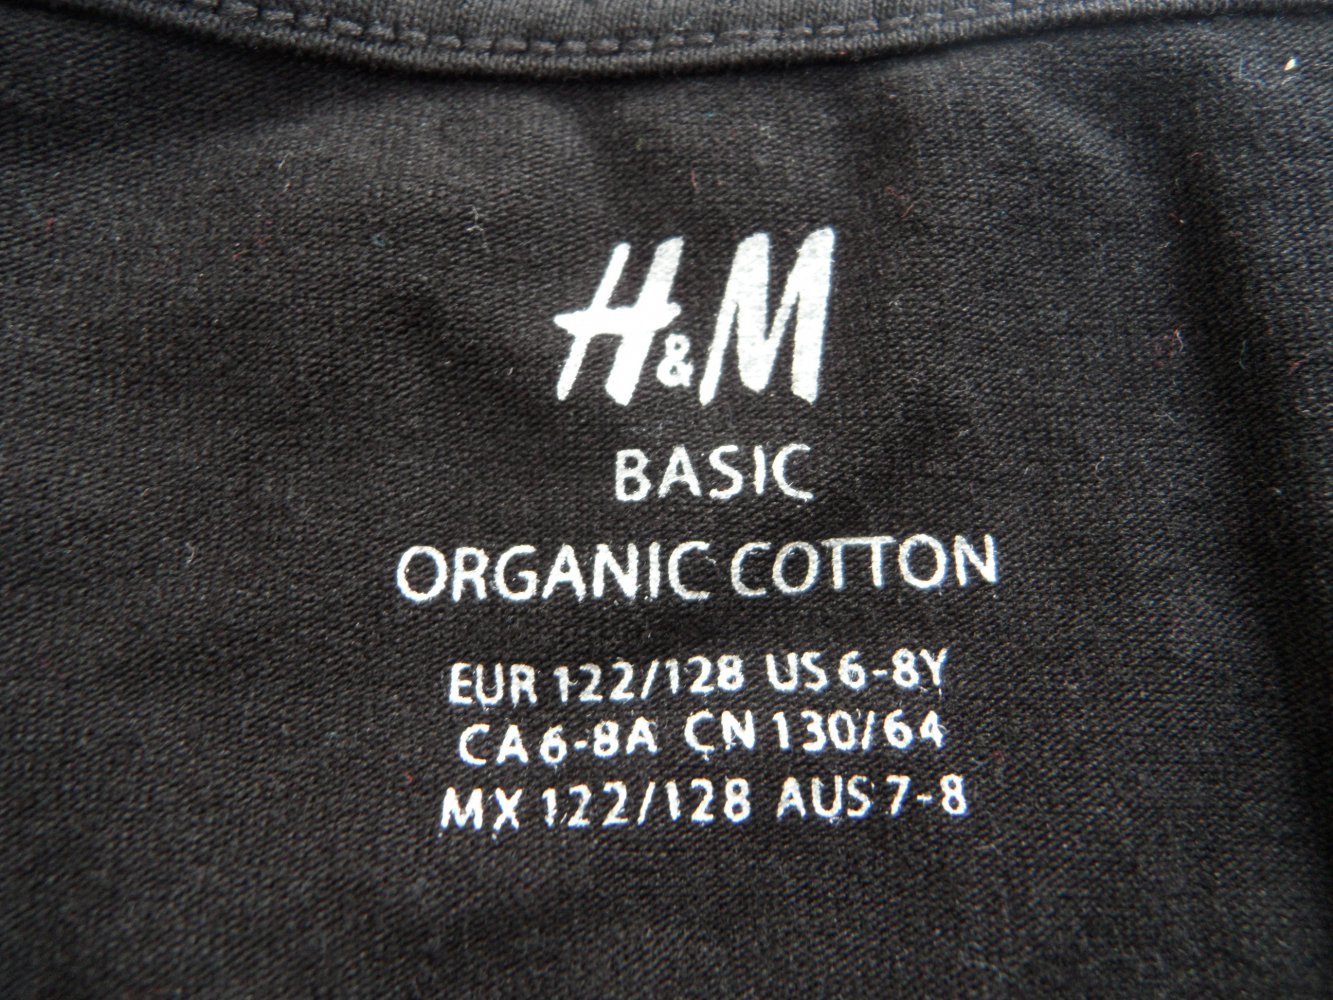 H&M
BASIC
ORGANIC COTTON
EUR 122/128 US 6-8Y
CA 6-8A CN 130/64
MX 122/128 AUS 7-8